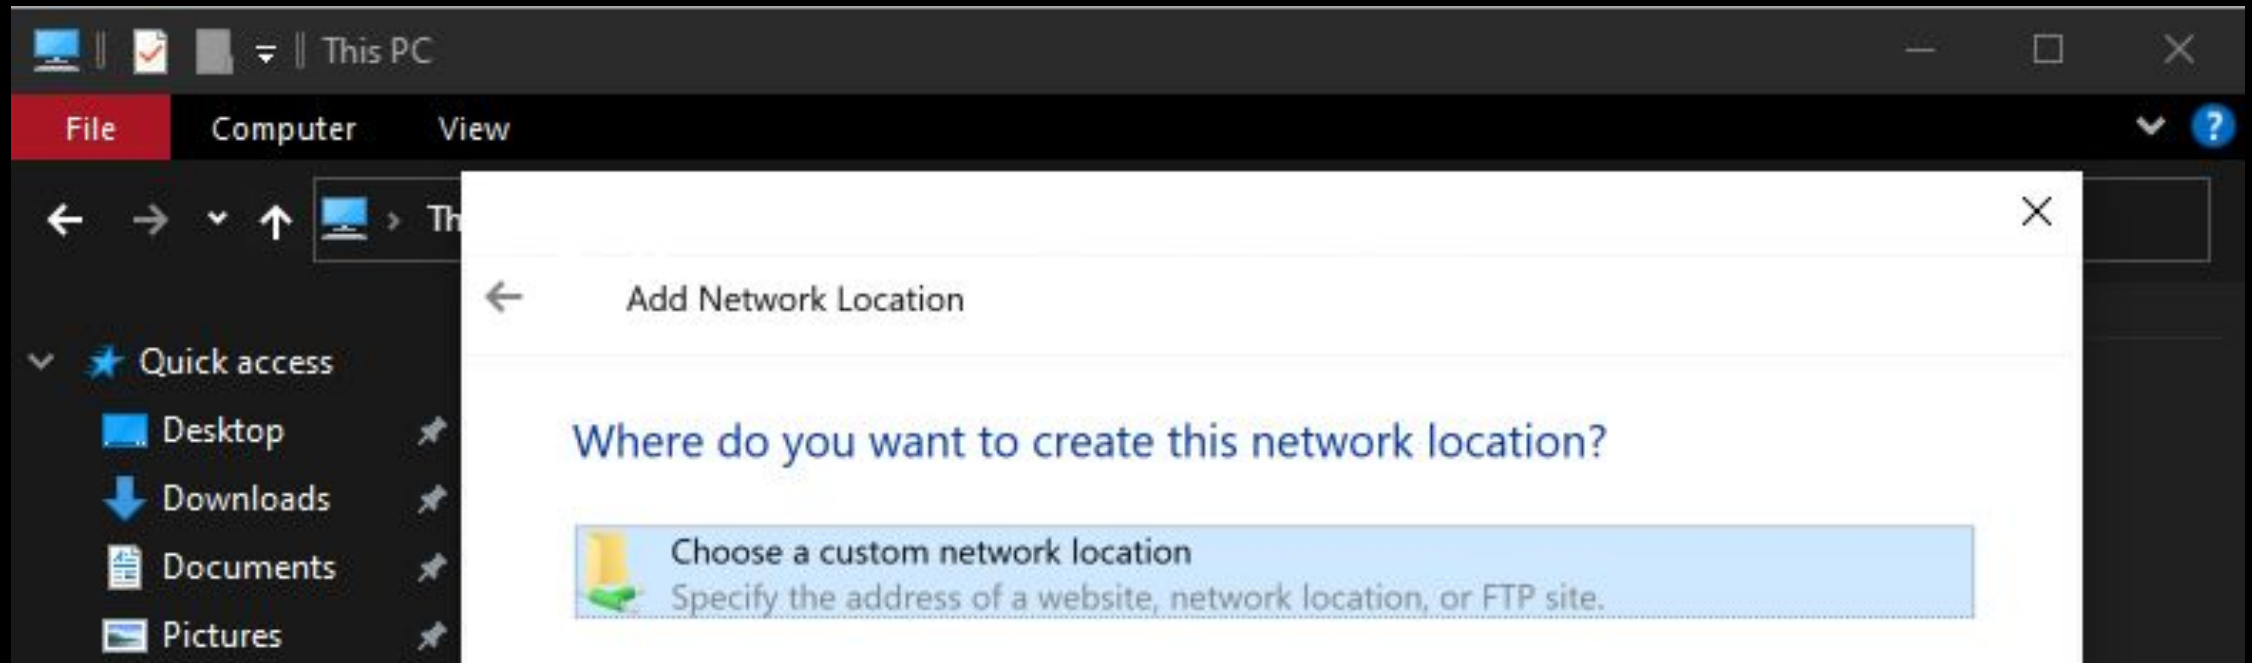 This PC
File Computer View
Th
Add Network Location
Quick access
Where do you want to create this network location?
Desktop
Downloads
Choose a custom network location
Documents
Specify the address of a website, network location, or FTP site.
Pictures